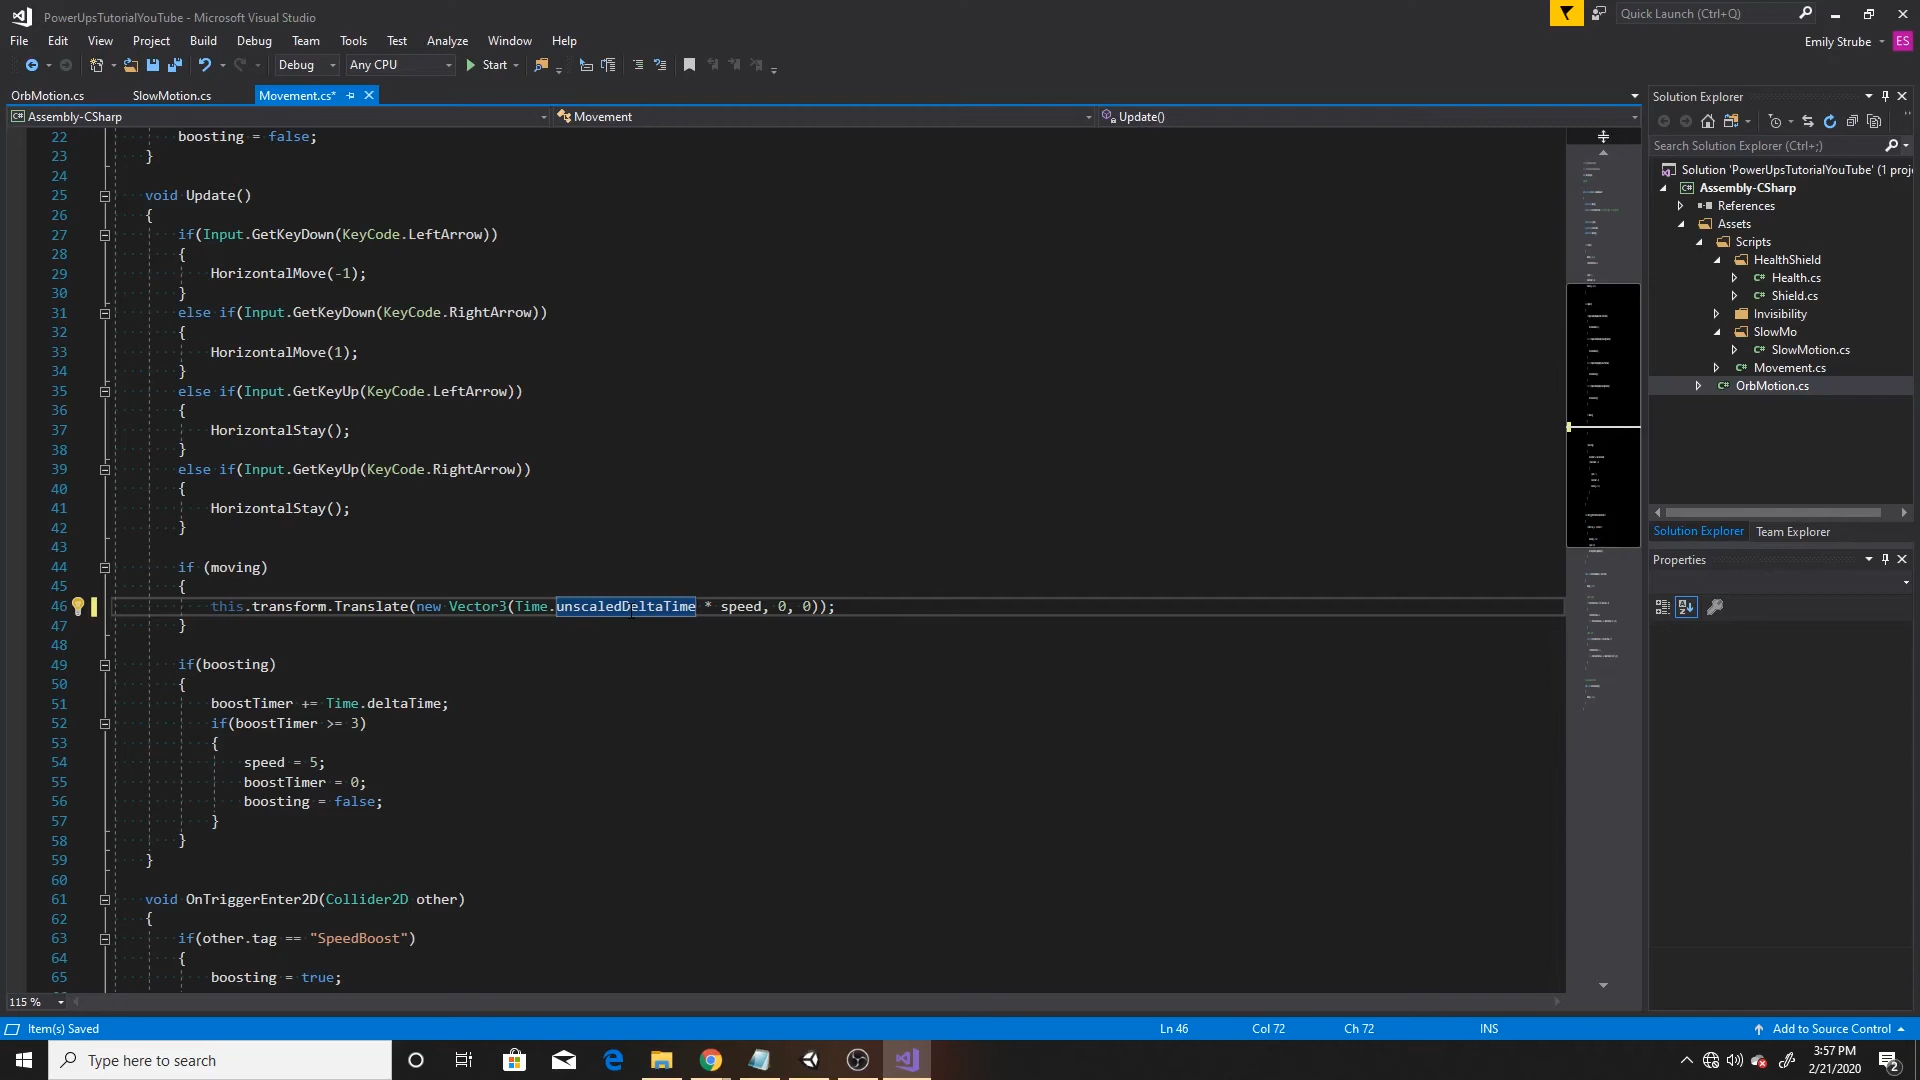 PowerUpsTutorialYouTube - Microsoft Visual Studio
Quick Launch (Ctrl+Q)
File Edit View Project Build Debug Team Tools Test Analyze Window Help
Emily Strube ES
Debug Any CPU Start
OrbMotion.cs SlowMotion.cs Movement.cs*
Assembly-CSharp Movement Update()
22 boosting = false;
23 }
24
25 void Update()
26 {
27 if(Input.GetKeyDown(KeyCode.LeftArrow))
28 {
29 HorizontalMove(-1);
30 }
31 else if(Input.GetKeyDown(KeyCode.RightArrow))
32 {
33 HorizontalMove(1);
34 }
35 else if(Input.GetKeyUp(KeyCode.LeftArrow))
36 {
37 HorizontalStay();
38 }
39 else if(Input.GetKeyUp(KeyCode.RightArrow))
40 {
41 HorizontalStay();
42 }
43
44 if (moving)
45 {
46 this.transform.Translate(new Vector3(Time.unscaledDeltaTime * speed, 0, 0));
47 }
48
49 if(boosting)
50 {
51 boostTimer += Time.deltaTime;
52 if(boostTimer >= 3)
53 {
54 speed = 5;
55 boostTimer = 0;
56 boosting = false;
57 }
58 }
59 }
60
61 void OnTriggerEnter2D(Collider2D other)
62 {
63 if(other.tag == "SpeedBoost")
64 {
65 boosting = true;
115 %
Solution Explorer
Search Solution Explorer (Ctrl+;)
Solution 'PowerUpsTutorialYouTube' (1 proj
C# Assembly-CSharp
References
Assets
Scripts
HealthShield
C# Health.cs
C# Shield.cs
Invisibility
SlowMo
C# SlowMotion.cs
C# Movement.cs
C# OrbMotion.cs
Solution Explorer Team Explorer
Properties
Item(s) Saved Ln 46 Col 72 Ch 72 INS Add to Source Control
Type here to search
3:57 PM
2/21/2020
2